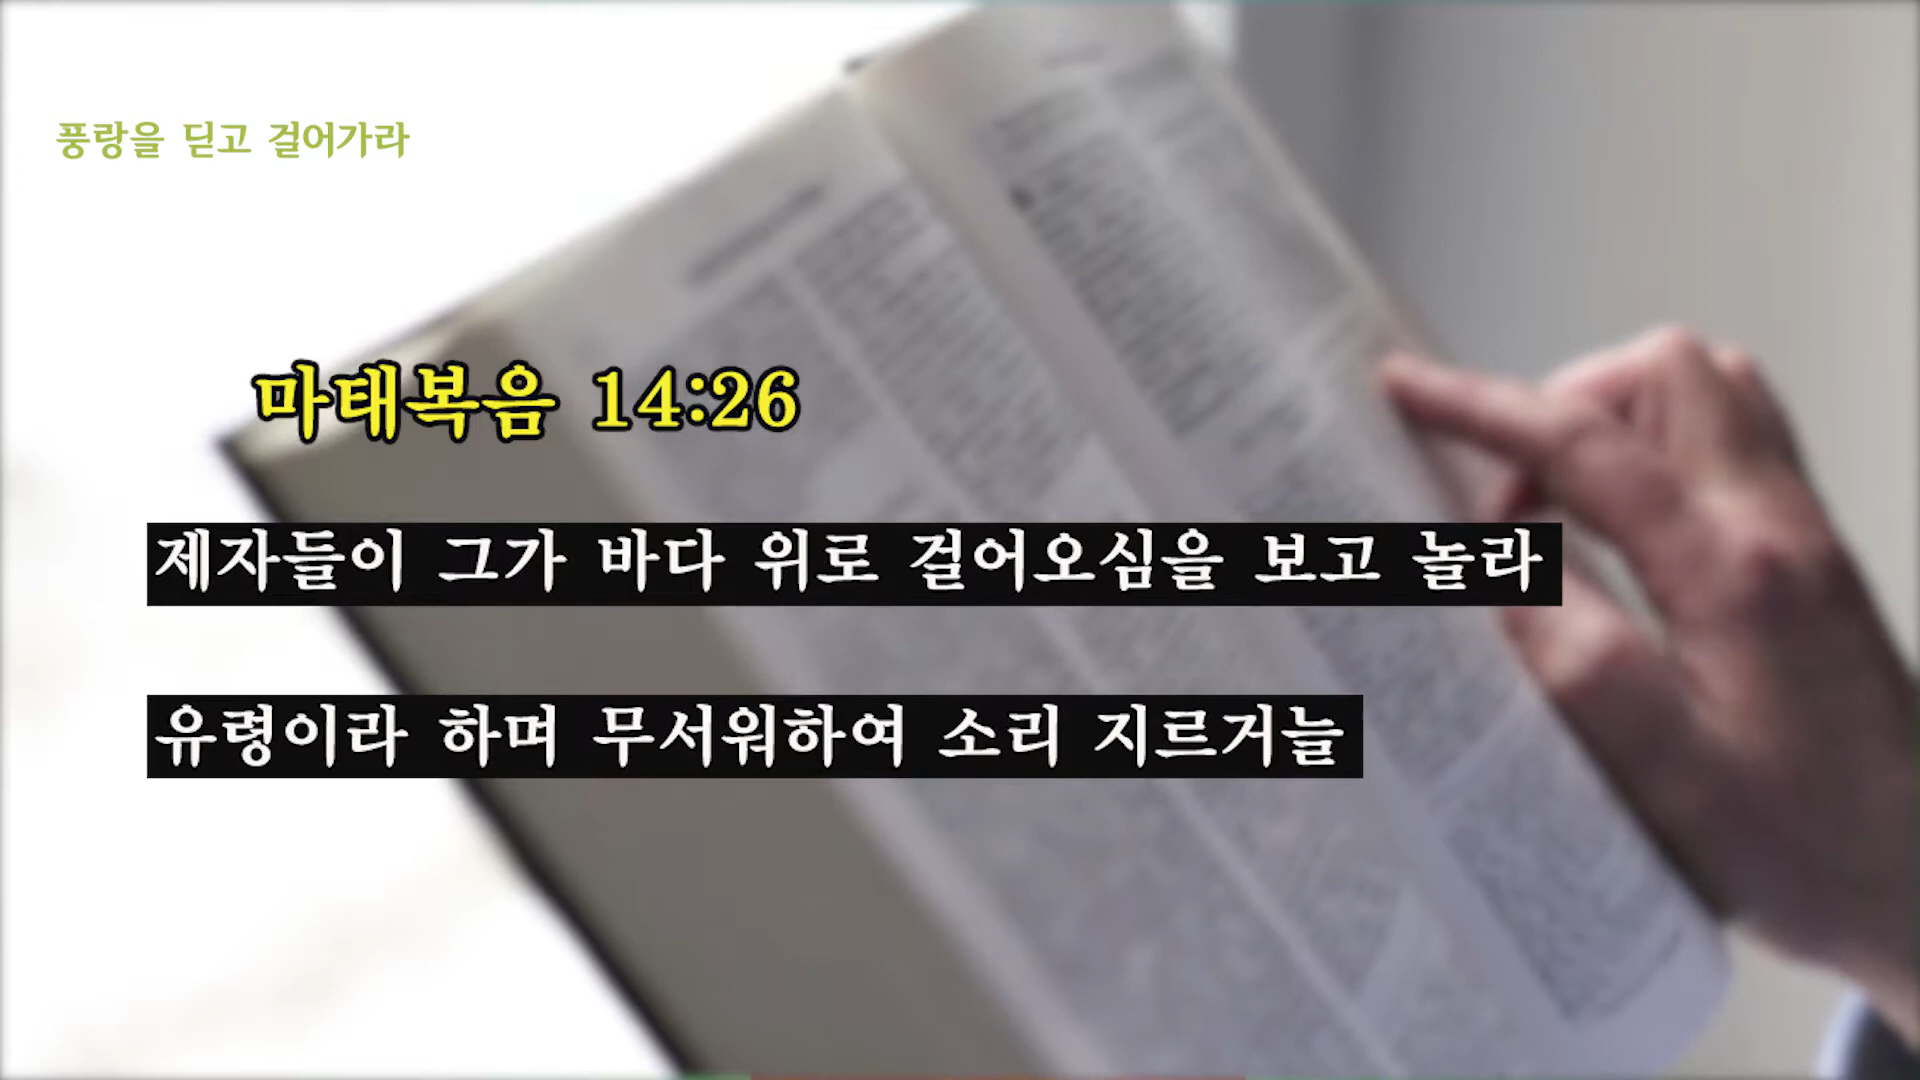 풍랑을 딛고 걸어가라
마태복음 14:26
제자들이 그가 바다 위로 걸어오심을 보고 놀라
유령이라 하며 무서워하여 소리 지르거늘